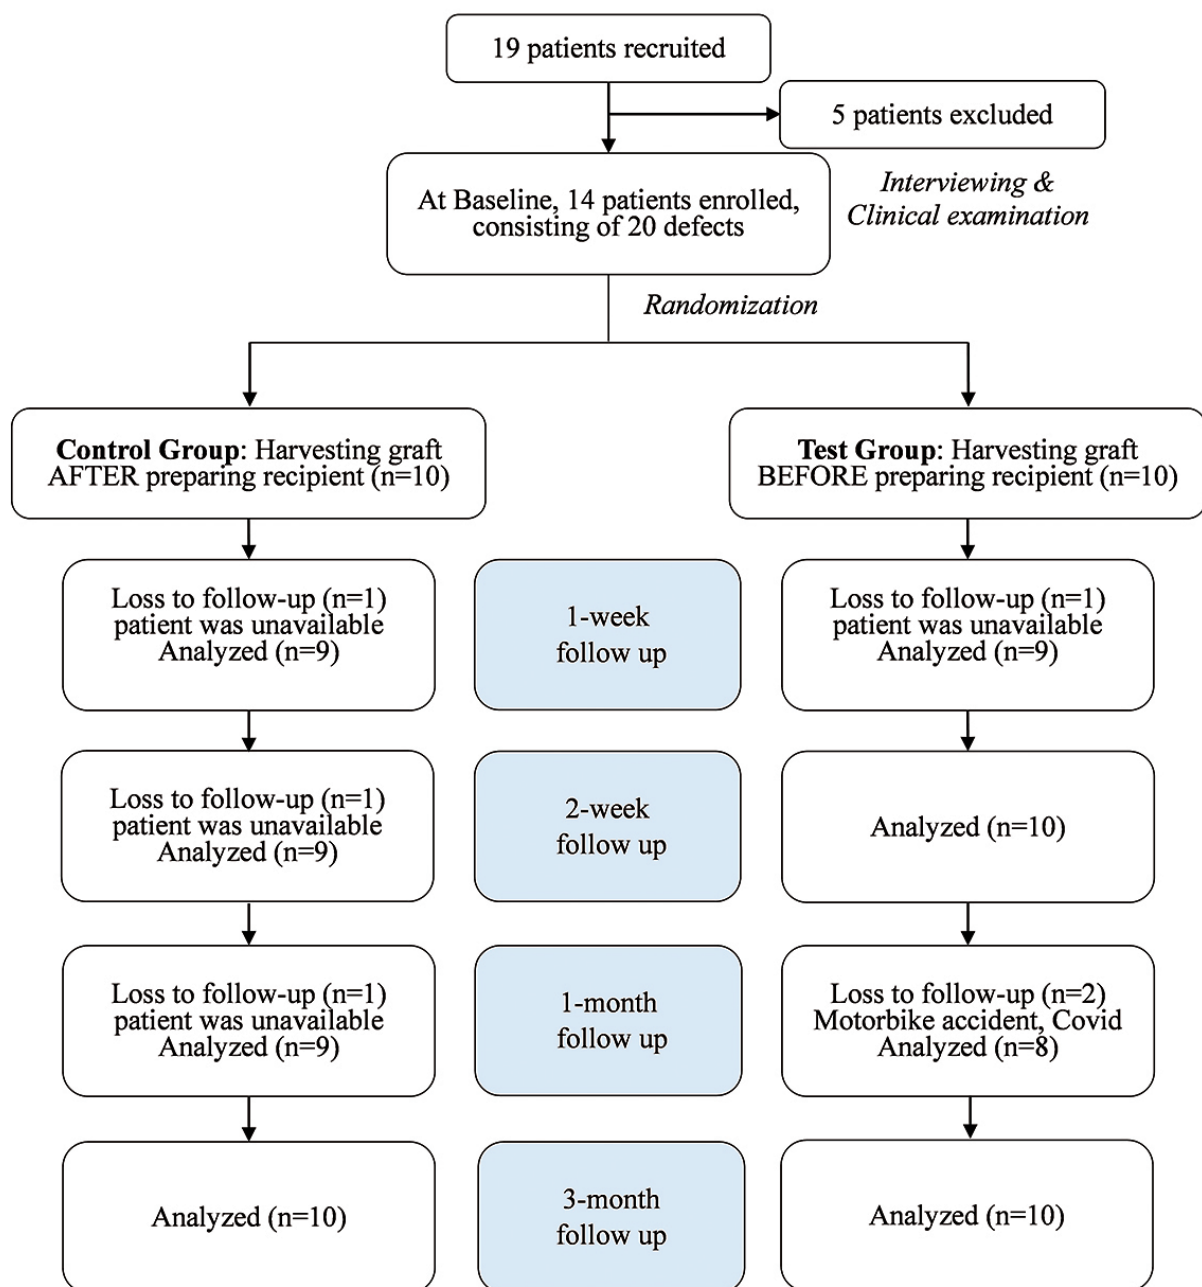 19 patients recruited
5 patients excluded
Interviewing &
Clinical examination
At Baseline, 14 patients enrolled,
consisting of 20 defects
Randomization
Control Group: Harvesting graft
AFTER preparing recipient (n=10)
Test Group: Harvesting graft
BEFORE preparing recipient (n=10)
Loss to follow-up (n=1)
patient was unavailable
Analyzed (n=9)
1-week
follow up
Loss to follow-up (n=1)
patient was unavailable
Analyzed (n=9)
Loss to follow-up (n=1)
patient was unavailable
Analyzed (n=9)
2-week
follow up
Analyzed (n=10)
Loss to follow-up (n=1)
patient was unavailable
Analyzed (n=9)
1-month
follow up
Loss to follow-up (n=2)
Motorbike accident, Covid
Analyzed (n=8)
Analyzed (n=10)
3-month
follow up
Analyzed (n=10)